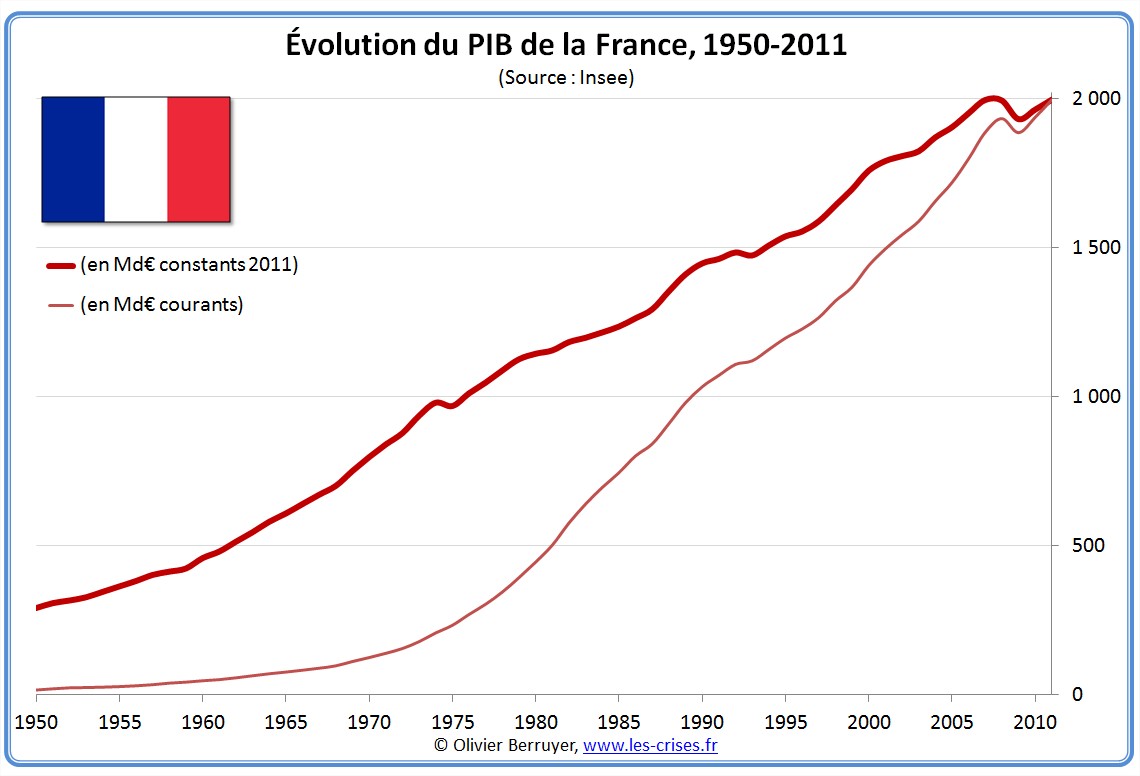 Évolution du PIB de la France, 1950-2011
(Source : Insee)
2 000
(en Md€ constants 2011)
1 500
(en Md€ courants)
1 000
500
0
1950 1955 1960 1965 1970 1975 1980 1985 1990 1995 2000 2005 2010
© Olivier Berruyer, www.les-crises.fr